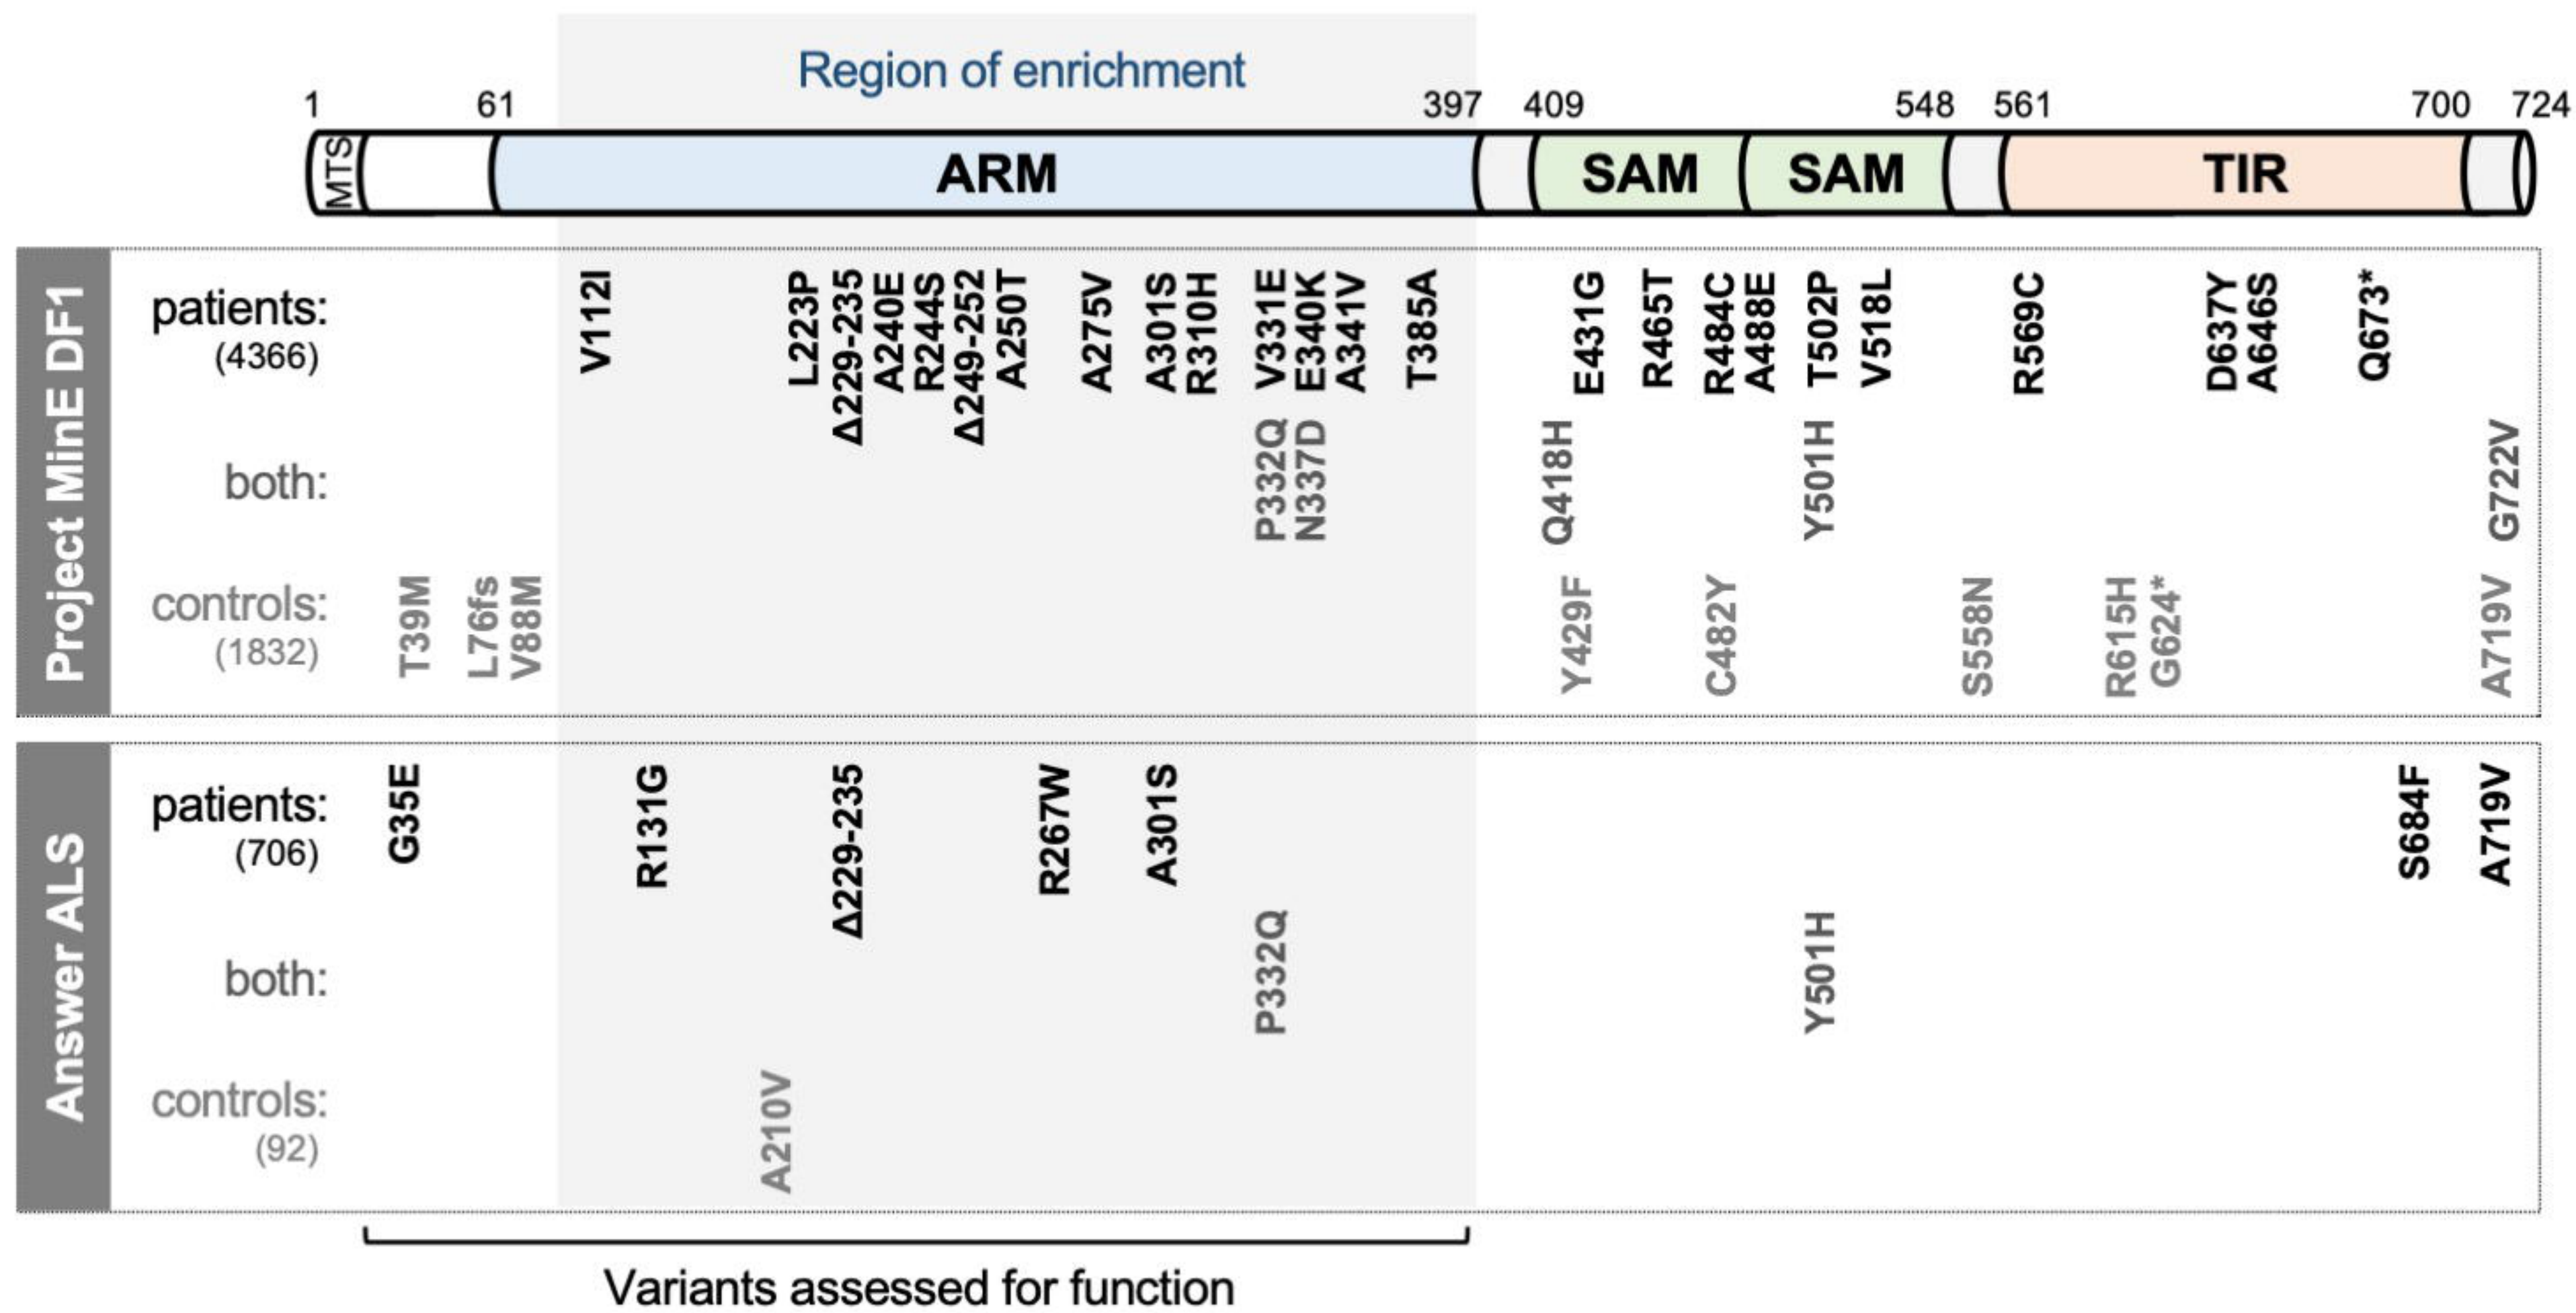 Region of enrichment
1 61 397 409 548 561 700 724
MTS ARM SAM SAM TIR
Project MinE DF1
patients:
(4366)
V112I L223P Δ229-235 A240E R244S Δ249-252 A250T A275V A301S R310H V331E E340K A341V T385A E431G R465T R484C A488E T502P V518L R569C D637Y A646S Q673*
both:
P332Q N337D Q418H Y501H G722V
controls:
(1832)
T39M L76fs V88M Y429F C482Y S558N R615H G624* A719V
Answer ALS
patients:
(706)
G35E R131G Δ229-235 R267W A301S S684F A719V
both:
P332Q Y501H
controls:
(92)
A210V
Variants assessed for function